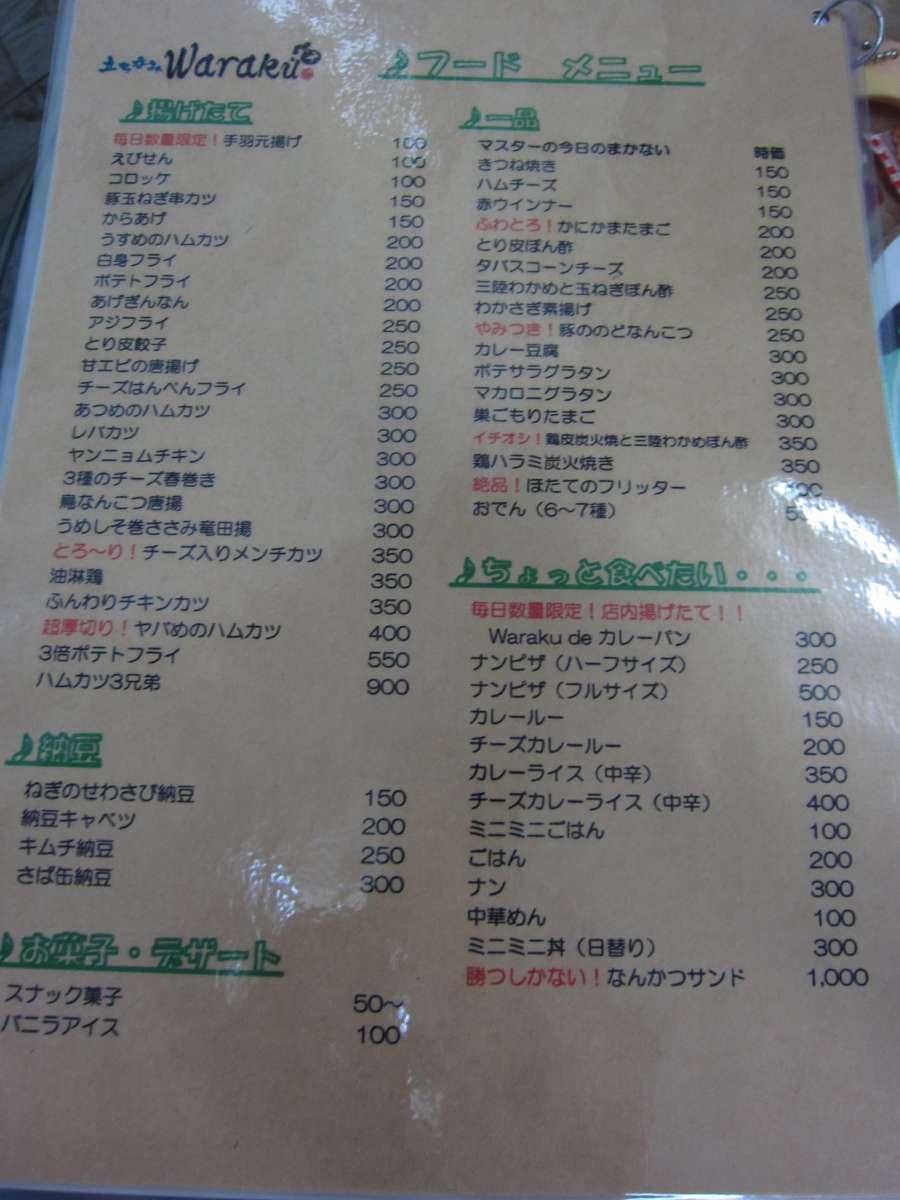 Waraku
フード メニュー
揚げたて
毎日数量限定！手羽元揚げ 100
えびせん 100
コロッケ 100
豚玉ねぎ串カツ 150
からあげ 150
うすめのハムカツ 200
白身フライ 200
ポテトフライ 200
あげぎんなん 200
アジフライ 250
とり皮餃子 250
甘エビの唐揚げ 250
チーズはんぺんフライ 250
あつめのハムカツ 300
レバカツ 300
ヤンニョムチキン 300
3種のチーズ春巻き 300
鳥なんこつ唐揚 300
うめしそ巻ささみ竜田揚 300
とろ～り！チーズ入りメンチカツ 350
油淋鶏 350
ふんわりチキンカツ 350
超厚切り！ヤバめのハムカツ 400
3倍ポテトフライ 550
ハムカツ3兄弟 900
納豆
ねぎのせわさび納豆 150
納豆キャベツ 200
キムチ納豆 250
さば缶納豆 300
お菓子・デザート
スナック菓子 50～
バニラアイス 100
一品
マスターの今日のまかない 時価
きつね焼き 150
ハムチーズ 150
赤ウインナー 150
ふわとろ！かにかまたまご 200
とり皮ぽん酢 200
タバスコーンチーズ 200
三陸わかめと玉ねぎぽん酢 250
わかさぎ素揚げ 250
やみつき！豚ののどなんこつ 250
カレー豆腐 300
ポテサラグラタン 300
マカロニグラタン 300
巣ごもりたまご 300
イチオシ！鶏皮炭火焼と三陸わかめぽん酢 350
鶏ハラミ炭火焼き 350
絶品！ほたてのフリッター
おでん（6～7種）
ちょっと食べたい・・・
毎日数量限定！店内揚げたて！！
Waraku de カレーパン 300
ナンピザ（ハーフサイズ） 250
ナンピザ（フルサイズ） 500
カレールー 150
チーズカレールー 200
カレーライス（中辛） 350
チーズカレーライス（中辛） 400
ミニミニごはん 100
ごはん 200
ナン 300
中華めん 100
ミニミニ丼（日替り） 300
勝つしかない！なんかつサンド 1,000